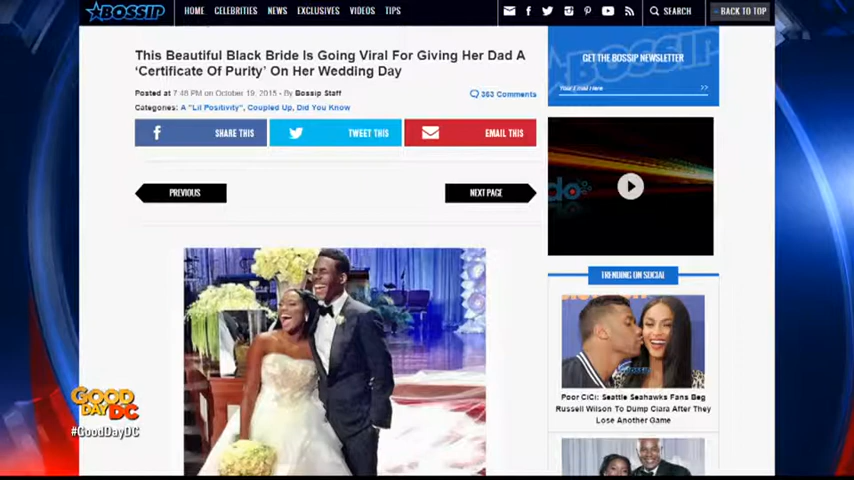 BOSSIP
HOME CELEBRITIES NEWS EXCLUSIVES VIDEOS TIPS
SEARCH
BACK TO TOP
This Beautiful Black Bride Is Going Viral For Giving Her Dad A
‘Certificate Of Purity’ On Her Wedding Day
Posted at 7:46 PM on October 19, 2015 - By Bossip Staff
363 Comments
Categories: A "Lil Positivity", Coupled Up, Did You Know
SHARE THIS
TWEET THIS
EMAIL THIS
PREVIOUS
NEXT PAGE
GET THE BOSSIP NEWSLETTER
Your Email Here
>>
TRENDING ON SOCIAL
BOSSIP
Poor CiCi: Seattle Seahawks Fans Beg
Russell Wilson To Dump Ciara After They
Lose Another Game
GOOD
DAY DC
#GoodDayDC